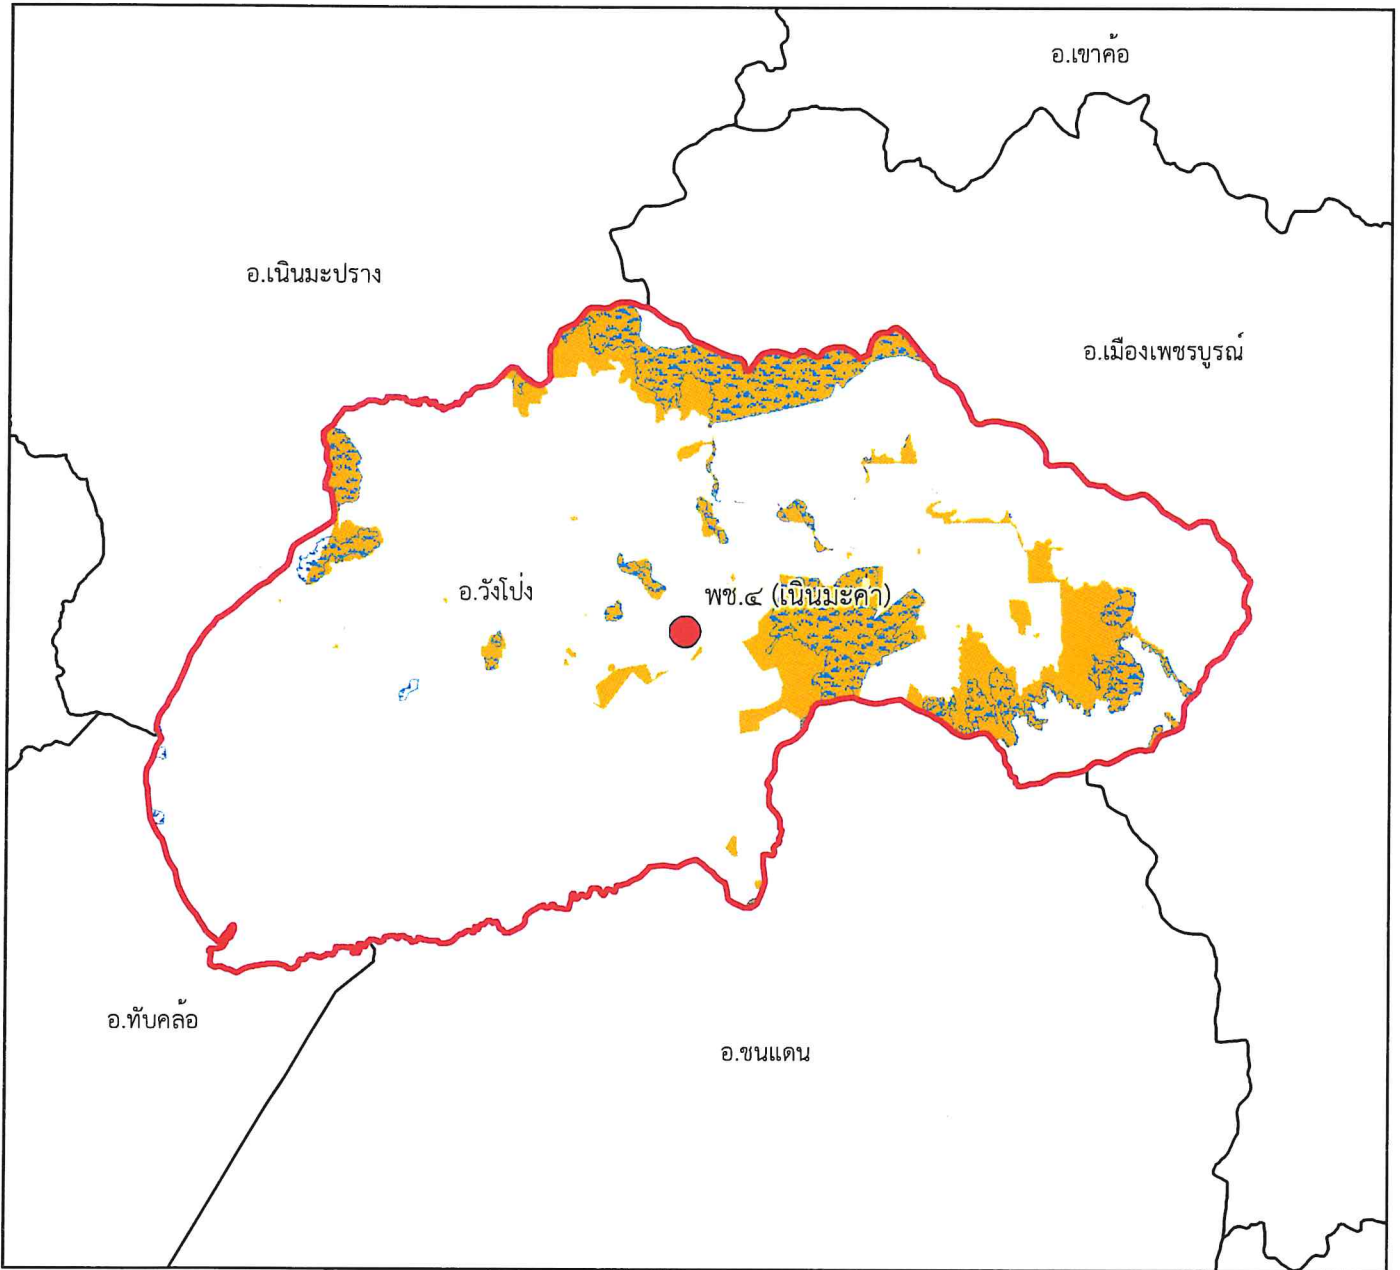 อ.เขาค้อ
อ.เนินมะปราง
อ.เมืองเพชรบูรณ์
อ.วังโป่ง
พช.๔ (เนินมะคา)
อ.ทับคล้อ
อ.ชนแดน